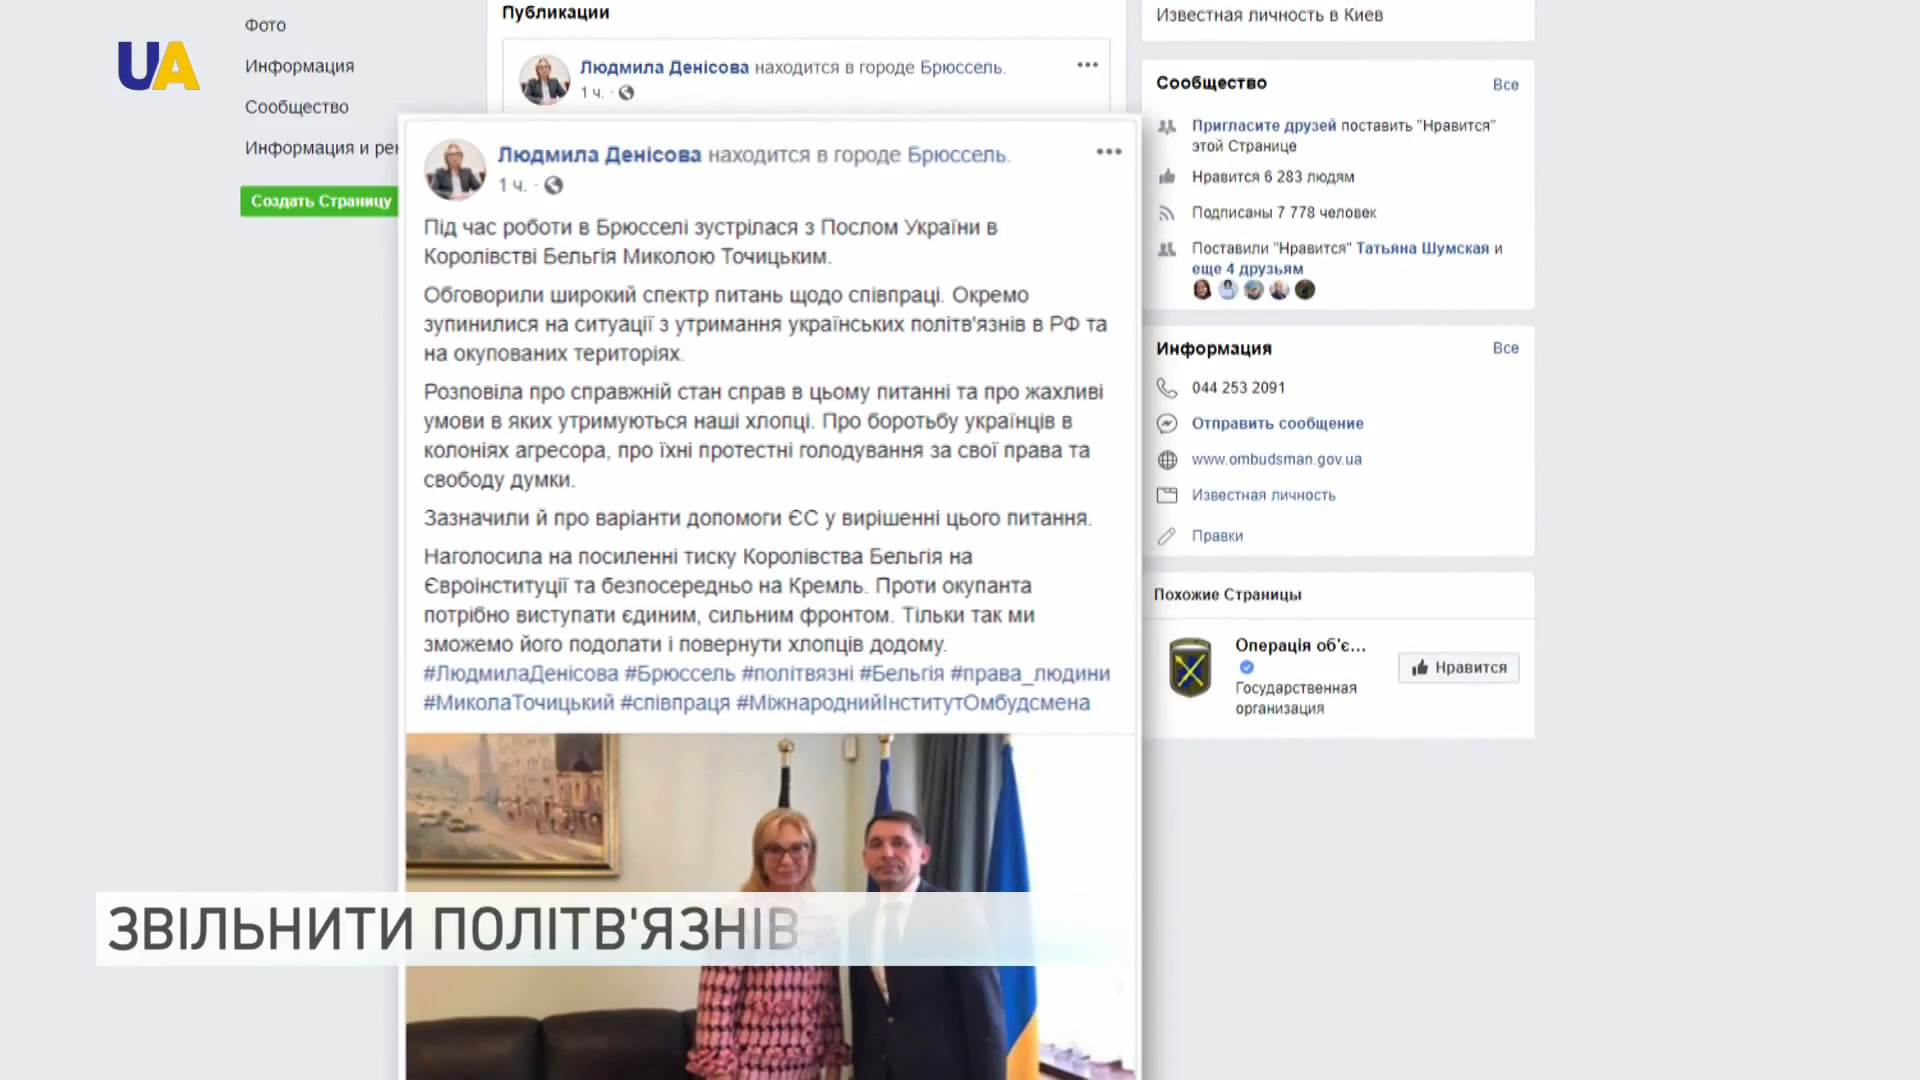 UA
Фото
Информация
Сообщество
Информация и рек
Создать Страницу
Публикации
Людмила Денісова находится в городе Брюссель.
1 ч. ·
Людмила Денісова находится в городе Брюссель.
1 ч. ·
Під час роботи в Брюсселі зустрілася з Послом України в
Королівстві Бельгія Миколою Точицьким.
Обговорили широкий спектр питань щодо співпраці. Окремо
зупинилися на ситуації з утримання українських політв'язнів в РФ та
на окупованих територіях.
Розповіла про справжній стан справ в цьому питанні та про жахливі
умови в яких утримуються наші хлопці. Про боротьбу українців в
колоніях агресора, про їхні протестні голодування за свої права та
свободу думки.
Зазначили й про варіанти допомоги ЄС у вирішенні цього питання.
Наголосила на посиленні тиску Королівства Бельгія на
Євроінституції та безпосередньо на Кремль. Проти окупанта
потрібно виступати єдиним, сильним фронтом. Тільки так ми
зможемо його подолати і повернути хлопців додому.
#ЛюдмилаДенісова #Брюссель #політвязні #Бельгія #права_людини
#МиколаТочицький #співпраця #МіжнароднийІнститутОмбудсмена
ЗВІЛЬНИТИ ПОЛІТВ'ЯЗНІВ
Известная личность в Киев
Сообщество
Все
Пригласите друзей поставить "Нравится"
этой Странице
Нравится 6 283 людям
Подписаны 7 778 человек
Поставили "Нравится" Татьяна Шумская и
еще 4 друзьям
Информация
Все
044 253 2091
Отправить сообщение
www.ombudsman.gov.ua
Известная личность
Правки
Похожие Страницы
Операція об'є...
Государственная
организация
Нравится